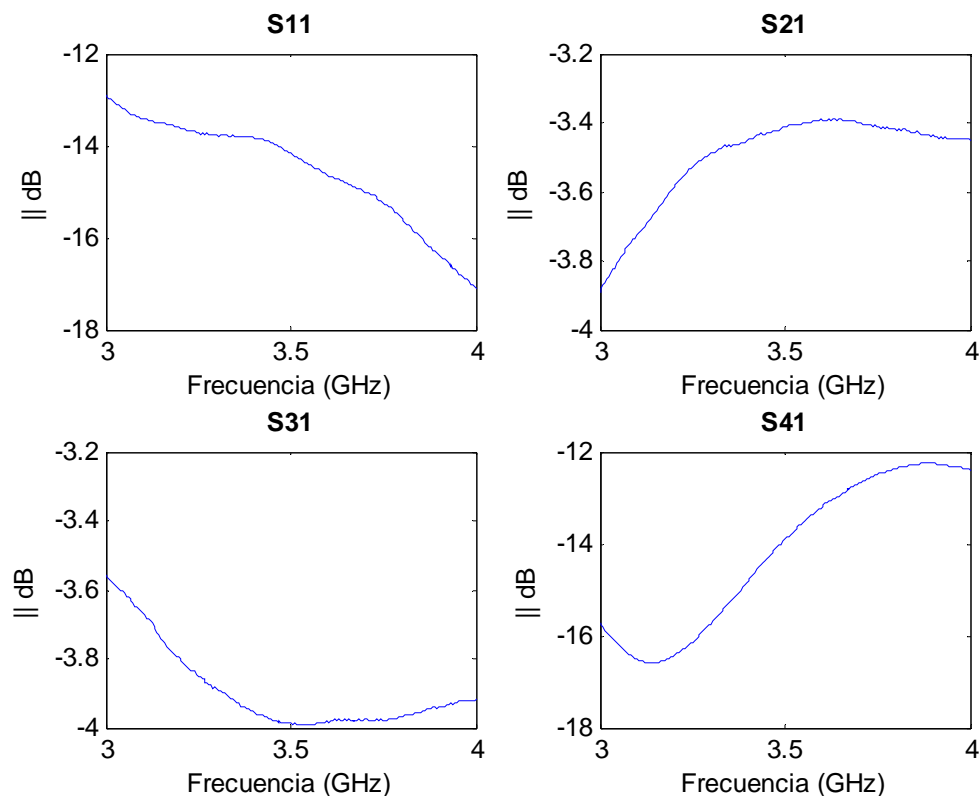 S11
-12
-14
-16
-18
|| dB
3
3.5
4
Frecuencia (GHz)
S21
-3.2
-3.4
-3.6
-3.8
-4
|| dB
3
3.5
4
Frecuencia (GHz)
S31
-3.2
-3.4
-3.6
-3.8
-4
|| dB
3
3.5
4
Frecuencia (GHz)
S41
-12
-14
-16
-18
|| dB
3
3.5
4
Frecuencia (GHz)